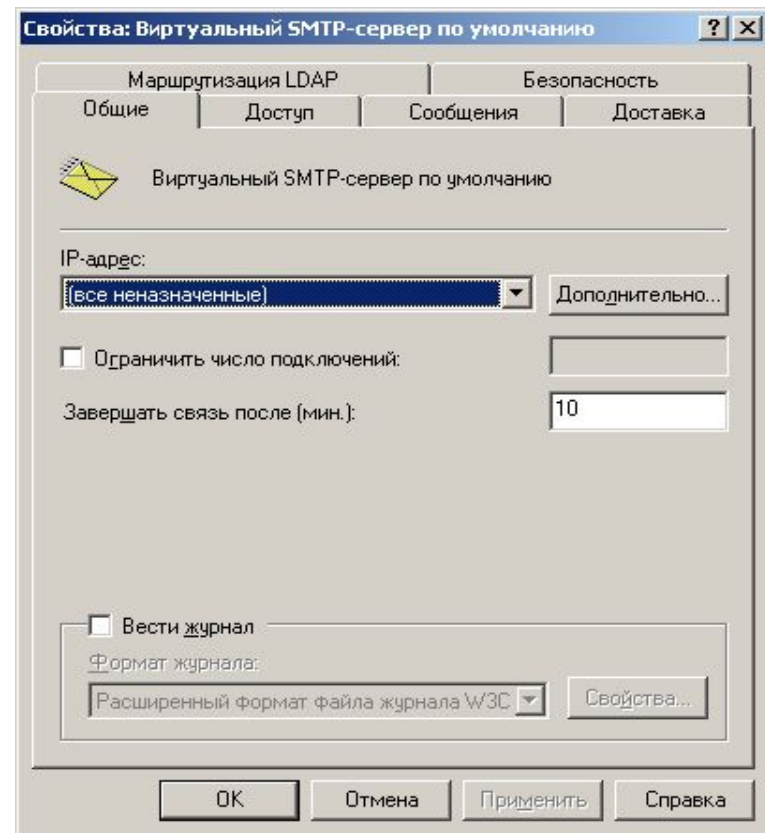 Свойства: Виртуальный SMTP-сервер по умолчанию
Маршрутизация LDAP Безопасность
Общие Доступ Сообщения Доставка
Виртуальный SMTP-сервер по умолчанию
IP-адрес:
(все неназначенные) Дополнительно...
Ограничить число подключений:
Завершать связь после (мин.): 10
Вести журнал
Формат журнала:
Расширенный формат файла журнала W3C Свойства...
OK Отмена Применить Справка